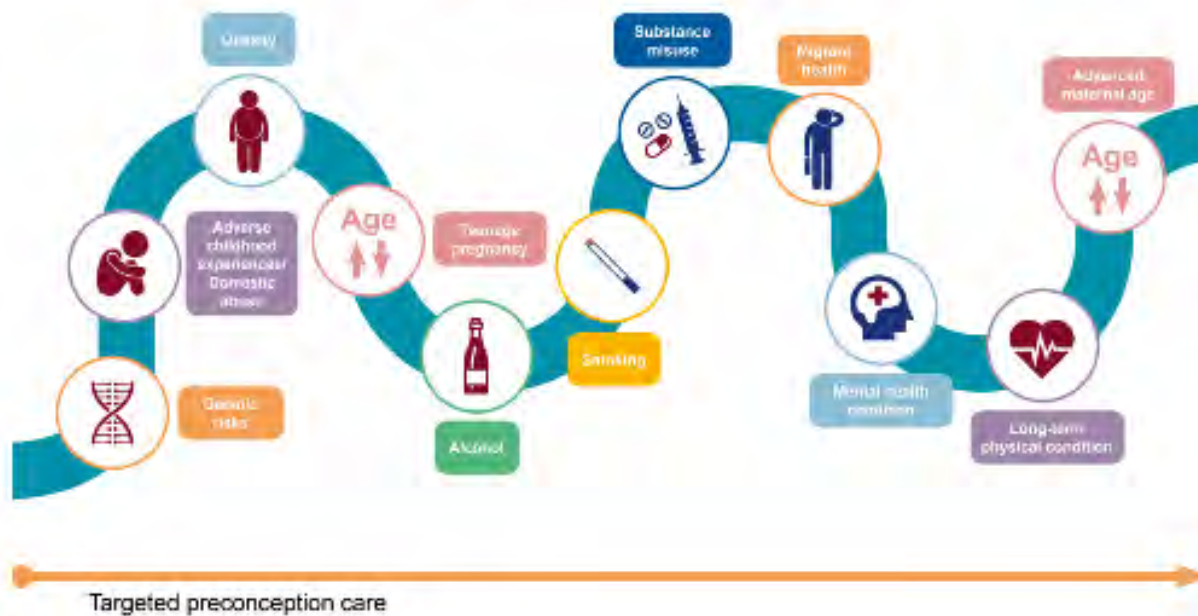 Obesity
Substance
misuse
Migrant
health
Advanced
maternal age
Age
Adverse
childhood
experiences/
Domestic
abuse
Age
Teenage
pregnancy
Genetic
risks
Smoking
Alcohol
Mental health
condition
Long-term
physical condition
Targeted preconception care